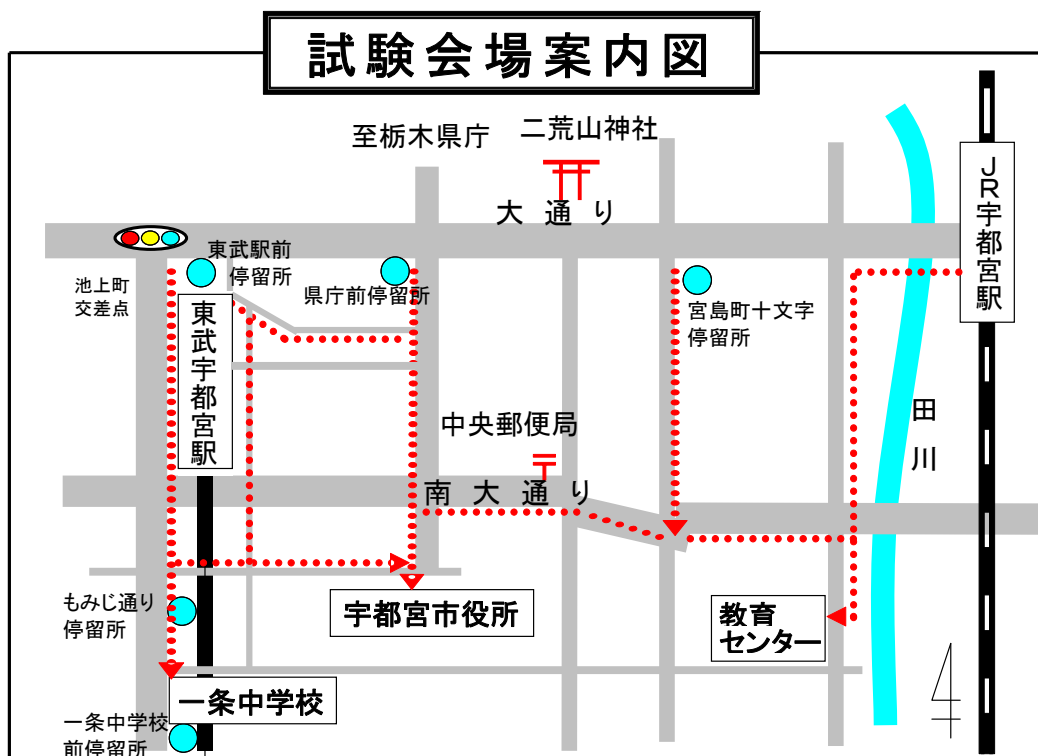 試験会場案内図
至栃木県庁
二荒山神社
大通り
池上町
交差点
東武駅前
停留所
県庁前停留所
宮島町十文字
停留所
JR宇都宮駅
東武宇都宮駅
田川
中央郵便局
〒
南大通り
もみじ通り
停留所
宇都宮市役所
教育
センター
一条中学校
一条中学校
前停留所